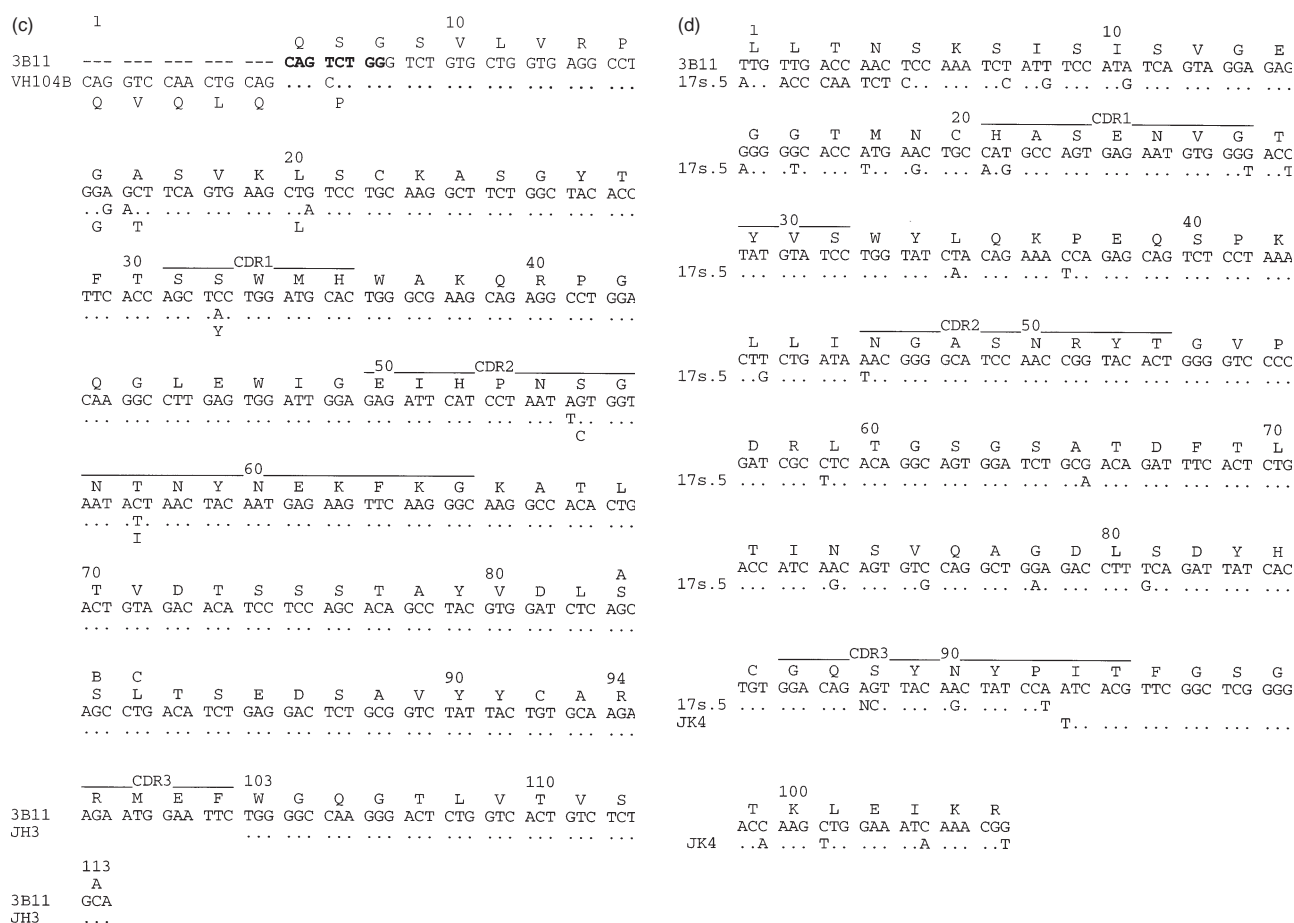 (c)
1 10
Q S G S V L V R P
3B11 --- --- --- --- --- CAG TCT GGG TCT GTG CTG GTG AGG CCT
VH104B CAG GTC CAA CTG CAG ... .C. ... ... ... ... ... ... ...
Q V Q L Q P
20
G A S V K L S C K A S G Y T
GGA GCT TCA GTG AAG CTG TCC TGC AAG GCT TCT GGC TAC ACC
..G A.. ... ... ... ..A ... ... ... ... ... ... ... ...
G T L
30 CDR1 40
F T S S W M H W A K Q R P G
TTC ACC AGC TCC TGG ATG CAC TGG GCG AAG CAG AGG CCT GGA
... ... ... .A. ... ... ... ... ... ... ... ... ... ...
Y
50 CDR2
Q G L E W I G E I H P N S G
CAA GGC CTT GAG TGG ATT GGA GAG ATT CAT CCT AAT AGT GGT
... ... ... ... ... ... ... ... ... ... ... ... T.. ...
C
60
N T N Y N E K F K G K A T L
AAT ACT AAC TAC AAT GAG AAG TTC AAG GGC AAG GCC ACA CTG
... .T. ... ... ... ... ... ... ... ... ... ... ... ...
I
70 80 A
T V D T S S S T A Y V D L S
ACT GTA GAC ACA TCC TCC AGC ACA GCC TAC GTG GAT CTC AGC
... ... ... ... ... ... ... ... ... ... ... ... ... ...
B C 90 94
S L T S E D S A V Y Y C A R
AGC CTG ACA TCT GAG GAC TCT GCG GTC TAT TAC TGT GCA AGA
... ... ... ... ... ... ... ... ... ... ... ... ... ...
CDR3 103 110
R M E F W G Q G T L V T V S
3B11 AGA ATG GAA TTC TGG GGC CAA GGG ACT CTG GTC ACT GTC TCT
JH3 ... ... ... ... ... ... ... ... ... ...
113
A
3B11 GCA
JH3 ...
(d)
1 10
L L T N S K S I S I S V G E
3B11 TTG TTG ACC AAC TCC AAA TCT ATT TCC ATA TCA GTA GGA GAG
17s.5 A.. ACC CAA TCT C.. ... ..C .G. ... ..G ... ... ... ...
20 CDR1
G G T M N C H A S E N V G T
GGG GGC ACC ATG AAC TGC CAT GCC AGT GAG AAT GTG GGG ACC
17s.5 A.. .T. ... ..T .G. ... A.G ... ... ... ... ... ..T ..T
30 40
Y V S W Y L Q K P E Q S P K
TAT GTA TCC TGG TAT CTA CAG AAA CCA GAG CAG TCT CCT AAA
17s.5 ... ... ... ... ... .A. ... ... ..T ... ... ... ... ...
CDR2 50
L L I N G A S N R Y T G V P
CTT CTG ATA AAC GGG GCA TCC AAC CGG TAC ACT GGG GTC CCC
17s.5 ..G ... ... .T. ... ... ... ... ... ... ... ... ... ...
60 70
D R L T G S G S A T D F T L
GAT CGC CTC ACA GGC AGT GGA TCT GCG ACA GAT TTC ACT CTG
17s.5 ... ... .T. ... ... ... ... ... ..A ... ... ... ... ...
80
T I N S V Q A G D L S D Y H
ACC ATC AAC AGT GTC CAG GCT GGA GAC CTT TCA GAT TAT CAC
17s.5 ... ... .G. ... ..G ... ... .A. ... ... G.. ... ... ...
CDR3 90
C G Q S Y N Y P I T F G S G
TGT GGA CAG AGT TAC AAC TAT CCA ATC ACG TTC GGC TCG GGG
17s.5 ... ... ... .NC ... .G. ... ..T
JK4 T.. ... ... ... ... ...
100
T K L E I K R
ACC AAG CTG GAA ATC AAA CGG
JK4 ..A ... T.. ... ..A ... ..T